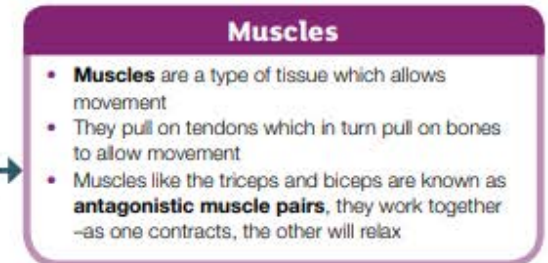 Muscles
• Muscles are a type of tissue which allows
movement
• They pull on tendons which in turn pull on bones
to allow movement
• Muscles like the triceps and biceps are known as
antagonistic muscle pairs, they work together
–as one contracts, the other will relax